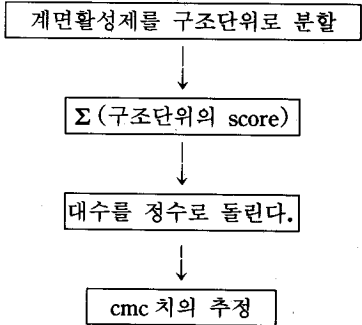 계면활성제를 구조단위로 분할
Σ(구조단위의 score)
대수를 정수로 돌린다.
cmc 치의 추정